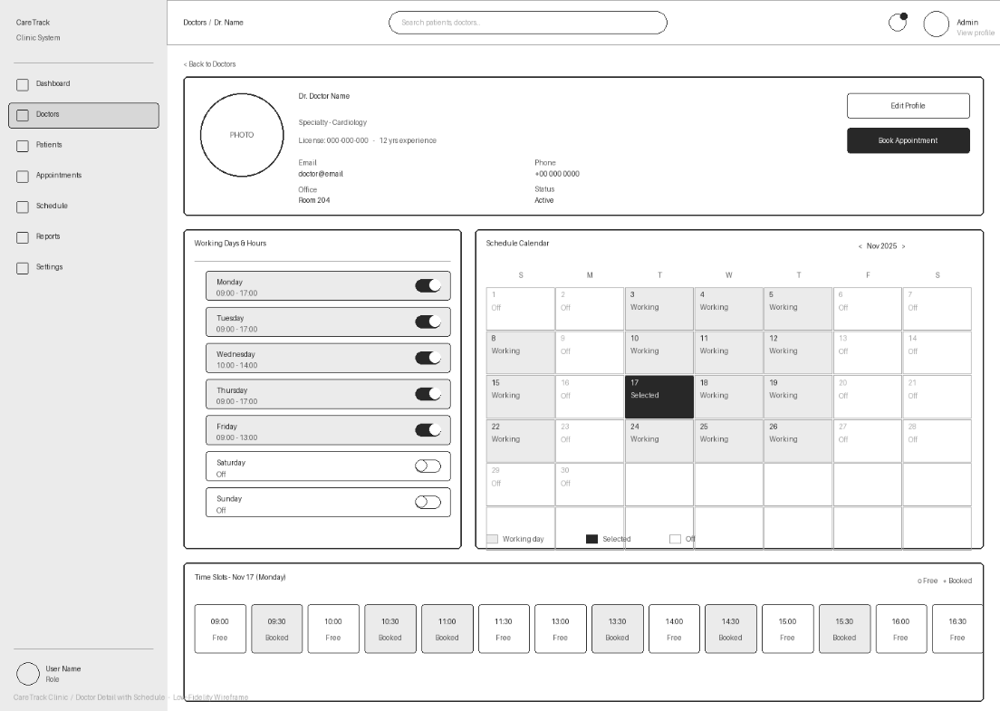 CareTrack
Clinic System
Dashboard
Doctors
Patients
Appointments
Schedule
Reports
Settings
User Name
Role
Doctors / Dr. Name
Search patients, doctors...
Admin
View profile
< Back to Doctors
PHOTO
Dr. Doctor Name
Specialty - Cardiology
License: 000-000-000 - 12 yrs experience
Email
doctor@email
Phone
+00 000 0000
Office
Room 204
Status
Active
Edit Profile
Book Appointment
Working Days & Hours
Monday
09:00 - 17:00
Tuesday
09:00 - 17:00
Wednesday
10:00 - 14:00
Thursday
09:00 - 17:00
Friday
09:00 - 13:00
Saturday
Off
Sunday
Off
Schedule Calendar
< Nov 2025 >
S M T W T F S
1 2 3 4 5 6 7
Off Off Working Working Working Off Off
8 9 10 11 12 13 14
Working Off Working Working Working Off Off
15 16 17 18 19 20 21
Working Off Selected Working Working Off Off
22 23 24 25 26 27 28
Working Off Working Working Working Off Off
29 30
Off Off
Working day Selected Off
Time Slots - Nov 17 (Monday)
o Free + Booked
09:00 09:30 10:00 10:30 11:00 11:30 13:00 13:30 14:00 14:30 15:00 15:30 16:00 16:30
Free Booked Free Booked Booked Free Free Booked Free Booked Free Booked Free Free
CareTrack Clinic / Doctor Detail with Schedule - Low-Fidelity Wireframe